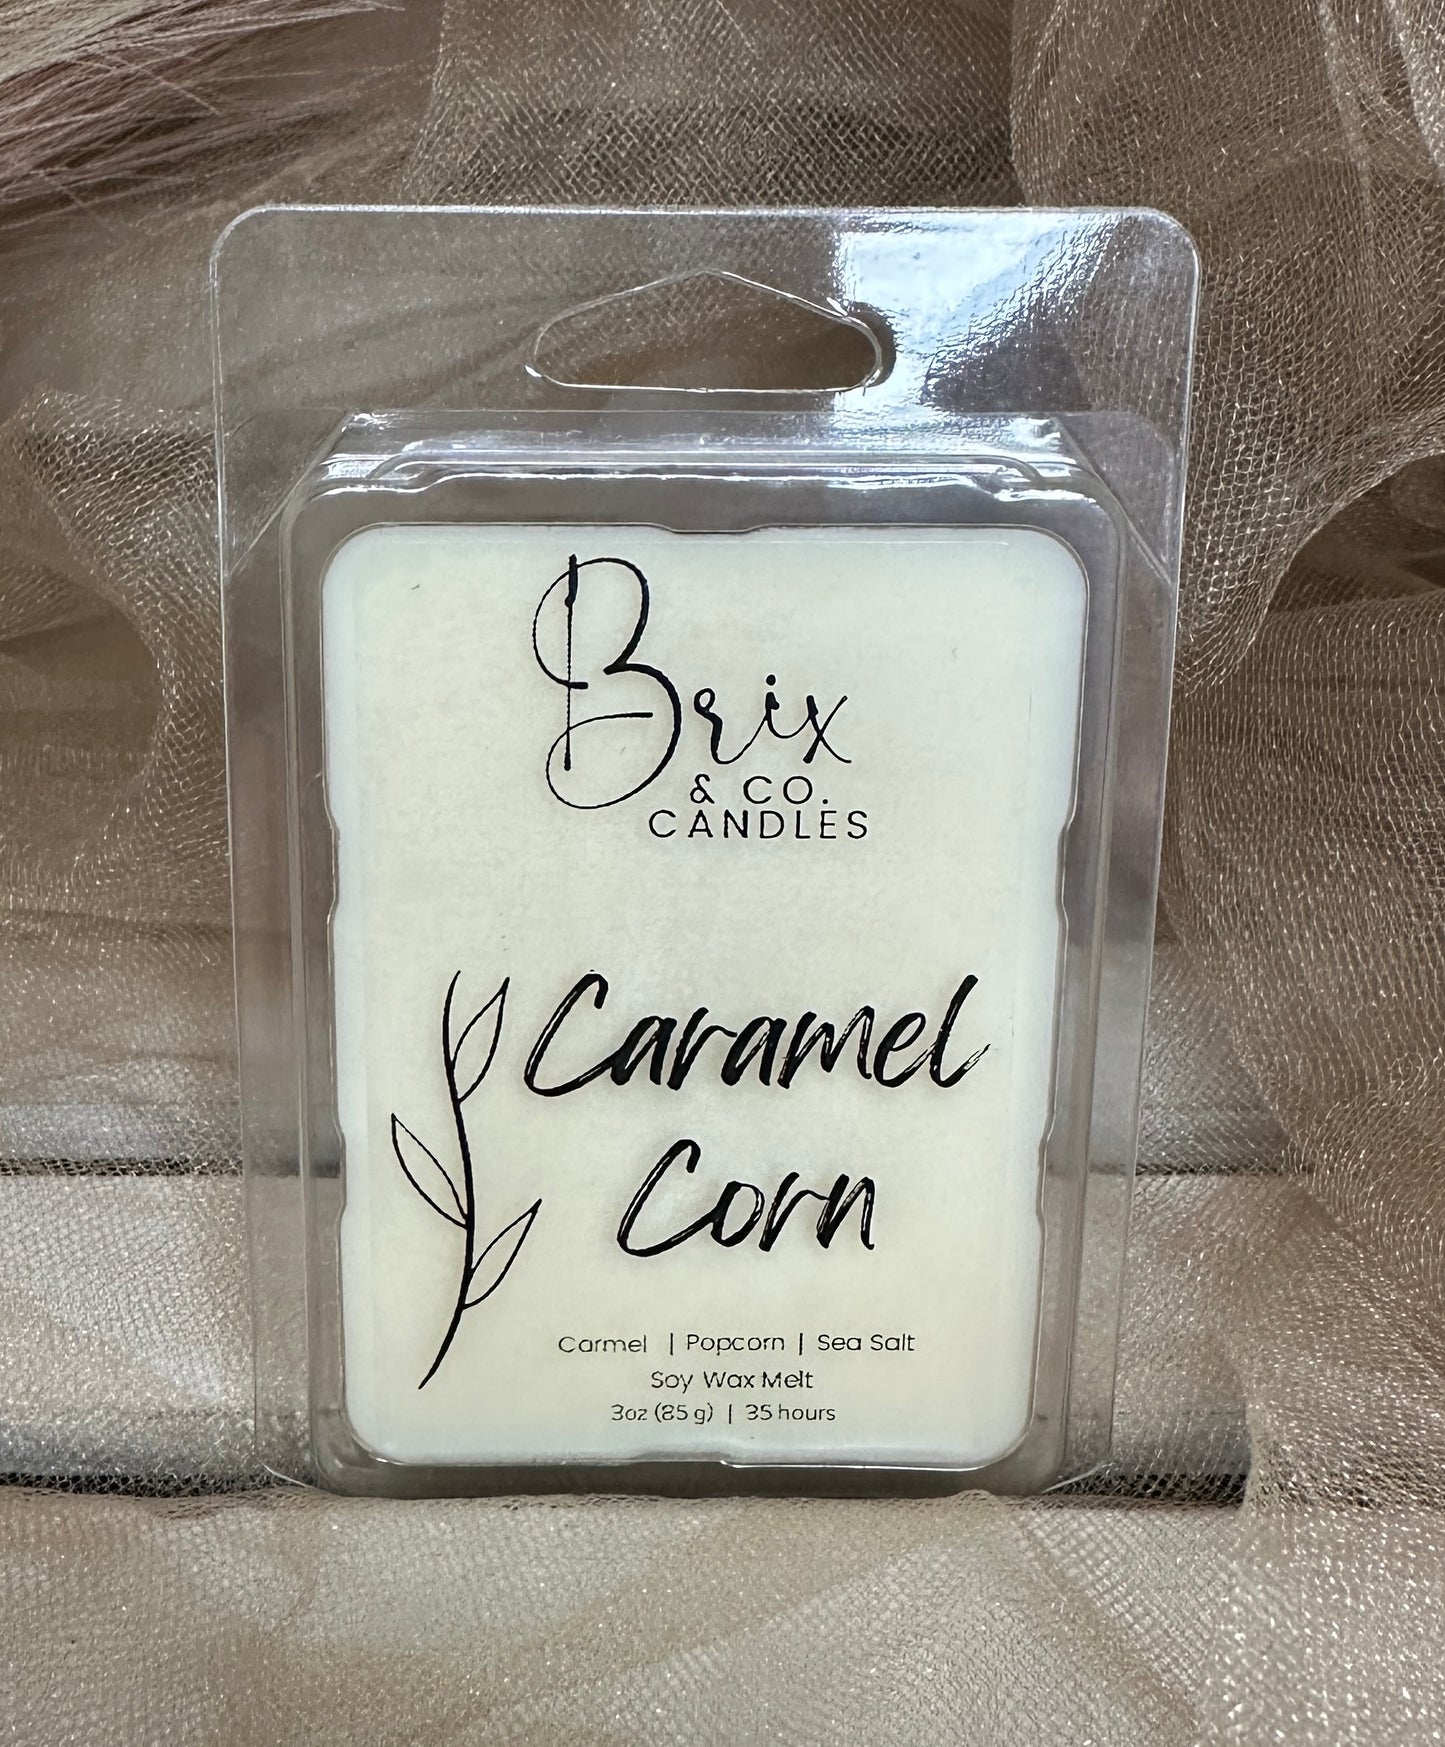 Brix
& CO.
CANDLES
Caramel
Corn
Carmel | Popcorn | Sea Salt
Soy Wax Melt
3oz (85 g) | 35 hours